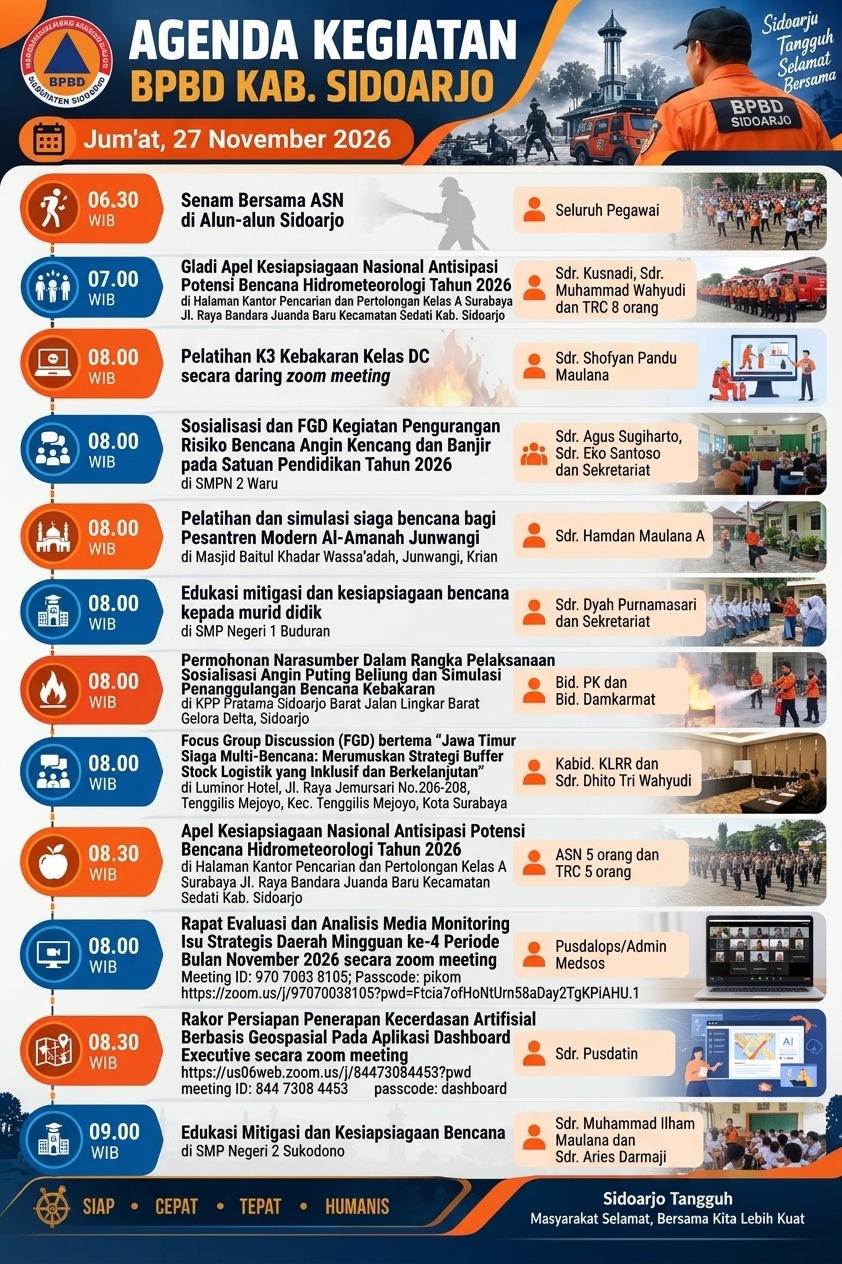 BPBD
AGENDA KEGIATAN
BPBD KAB. SIDOARJO
Sidoarju
Tangguh
Selamat
Bersama
BPBD
SIDOARJO
Jum'at, 27 November 2026
06.30
WIB
Senam Bersama ASN
di Alun-alun Sidoarjo
Seluruh Pegawai
07.00
WIB
Gladi Apel Kesiapsiagaan Nasional Antisipasi
Potensi Bencana Hidrometeorologi Tahun 2026
di Halaman Kantor Pencarian dan Pertolongan Kelas A Surabaya
Jl. Raya Bandara Juanda Baru Kecamatan Sedati Kab. Sidoarjo
Sdr. Kusnadi, Sdr.
Muhammad Wahyudi
dan TRC 8 orang
08.00
WIB
Pelatihan K3 Kebakaran Kelas DC
secara daring zoom meeting
Sdr. Shofyan Pandu
Maulana
08.00
WIB
Sosialisasi dan FGD Kegiatan Pengurangan
Risiko Bencana Angin Kencang dan Banjir
pada Satuan Pendidikan Tahun 2026
di SMPN 2 Waru
Sdr. Agus Sugiharto,
Sdr. Eko Santoso
dan Sekretariat
08.00
WIB
Pelatihan dan simulasi siaga bencana bagi
Pesantren Modern Al-Amanah Junwangi
di Masjid Baitul Khadar Wassa'adah, Junwangi, Krian
Sdr. Hamdan Maulana A
08.00
WIB
Edukasi mitigasi dan kesiapsiagaan bencana
kepada murid didik
di SMP Negeri 1 Buduran
Sdr. Dyah Purnamasari
dan Sekretariat
08.00
WIB
Permohonan Narasumber Dalam Rangka Pelaksanaan
Sosialisasi Angin Puting Beliung dan Simulasi
Penanggulangan Bencana Kebakaran
di KPP Pratama Sidoarjo Barat Jalan Lingkar Barat
Gelora Delta, Sidoarjo
Bid. PK dan
Bid. Damkarmat
08.00
WIB
Focus Group Discussion (FGD) bertema “Jawa Timur
Siaga Multi-Bencana: Merumuskan Strategi Buffer
Stock Logistik yang Inklusif dan Berkelanjutan”
di Luminor Hotel, Jl. Raya Jemursari No.206-208,
Tenggilis Mejoyo, Kec. Tenggilis Mejoyo, Kota Surabaya
Kabid. KLRR dan
Sdr. Dhito Tri Wahyudi
08.30
WIB
Apel Kesiapsiagaan Nasional Antisipasi Potensi
Bencana Hidrometeorologi Tahun 2026
di Halaman Kantor Pencarian dan Pertolongan Kelas A
Surabaya Jl. Raya Bandara Juanda Baru Kecamatan
Sedati Kab. Sidoarjo
ASN 5 orang dan
TRC 5 orang
08.00
WIB
Rapat Evaluasi dan Analisis Media Monitoring
Isu Strategis Daerah Mingguan ke-4 Periode
Bulan November 2026 secara zoom meeting
Meeting ID: 970 7003 8105; Passcode: pikom
https://zoom.us/j/97070038105?pwd=Ftcia7ofHoNtUrn58aDay2TgKPiAHU.1
Pusdalops/Admin
Medsos
08.30
WIB
Rakor Persiapan Penerapan Kecerdasan Artifisial
Berbasis Geospasial Pada Aplikasi Dashboard
Executive secara zoom meeting
https://us06web.zoom.us/j/84473084453?pwd
meeting ID: 844 7308 4453 passcode: dashboard
Sdr. Pusdatin
AI
09.00
WIB
Edukasi Mitigasi dan Kesiapsiagaan Bencana
di SMP Negeri 2 Sukodono
Sdr. Muhammad Ilham
Maulana dan
Sdr. Aries Darmaji
SIAP • CEPAT • TEPAT • HUMANIS
Sidoarjo Tangguh
Masyarakat Selamat, Bersama Kita Lebih Kuat